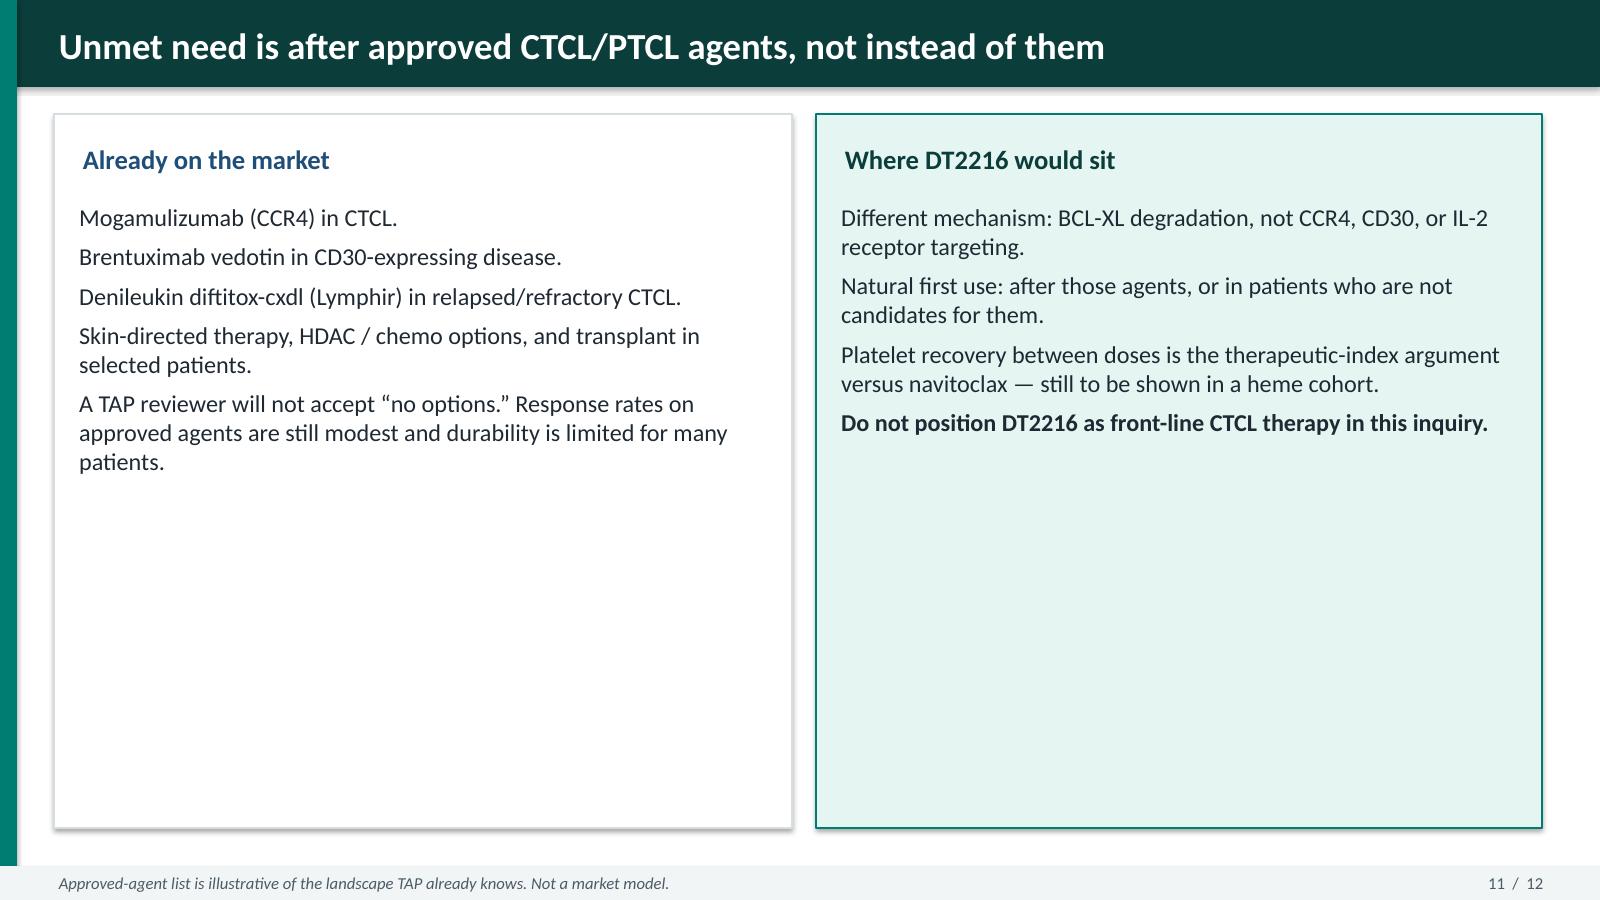 Unmet need is after approved CTCL/PTCL agents, not instead of them
Already on the market
Mogamulizumab (CCR4) in CTCL.
Brentuximab vedotin in CD30-expressing disease.
Denileukin diftitox-cxdl (Lymphir) in relapsed/refractory CTCL.
Skin-directed therapy, HDAC / chemo options, and transplant in
selected patients.
A TAP reviewer will not accept “no options.” Response rates on
approved agents are still modest and durability is limited for many
patients.
Where DT2216 would sit
Different mechanism: BCL-XL degradation, not CCR4, CD30, or IL-2
receptor targeting.
Natural first use: after those agents, or in patients who are not
candidates for them.
Platelet recovery between doses is the therapeutic-index argument
versus navitoclax — still to be shown in a heme cohort.
Do not position DT2216 as front-line CTCL therapy in this inquiry.
Approved-agent list is illustrative of the landscape TAP already knows. Not a market model.
11 / 12